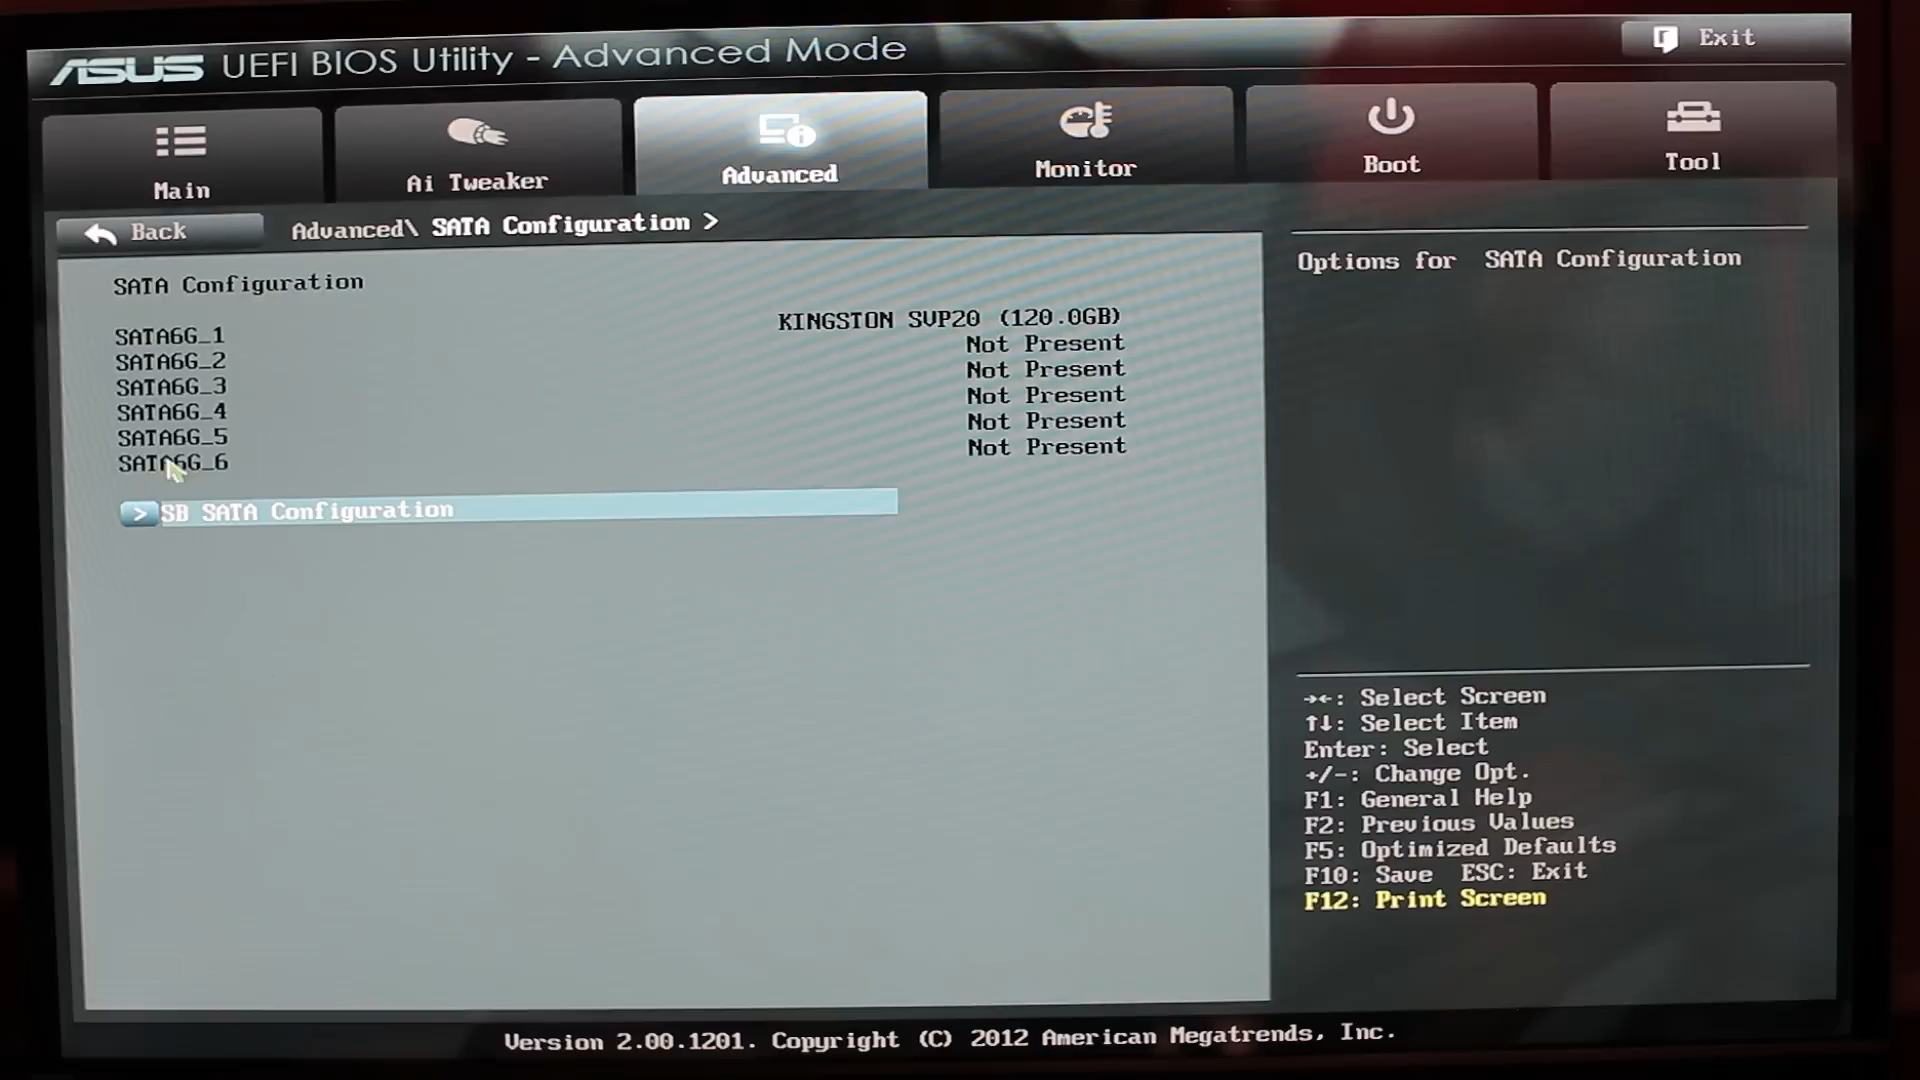 ASUS UEFI BIOS Utility - Advanced Mode
Exit
Main
Ai Tweaker
Advanced
Monitor
Boot
Tool
Back
Advanced\ SATA Configuration >
SATA Configuration
SATA6G_1 KINGSTON SVP20 (120.0GB)
SATA6G_2 Not Present
SATA6G_3 Not Present
SATA6G_4 Not Present
SATA6G_5 Not Present
SATA6G_6 Not Present
> SB SATA Configuration
Options for SATA Configuration
→←: Select Screen
↑↓: Select Item
Enter: Select
+/-: Change Opt.
F1: General Help
F2: Previous Values
F5: Optimized Defaults
F10: Save ESC: Exit
F12: Print Screen
Version 2.00.1201. Copyright (C) 2012 American Megatrends, Inc.